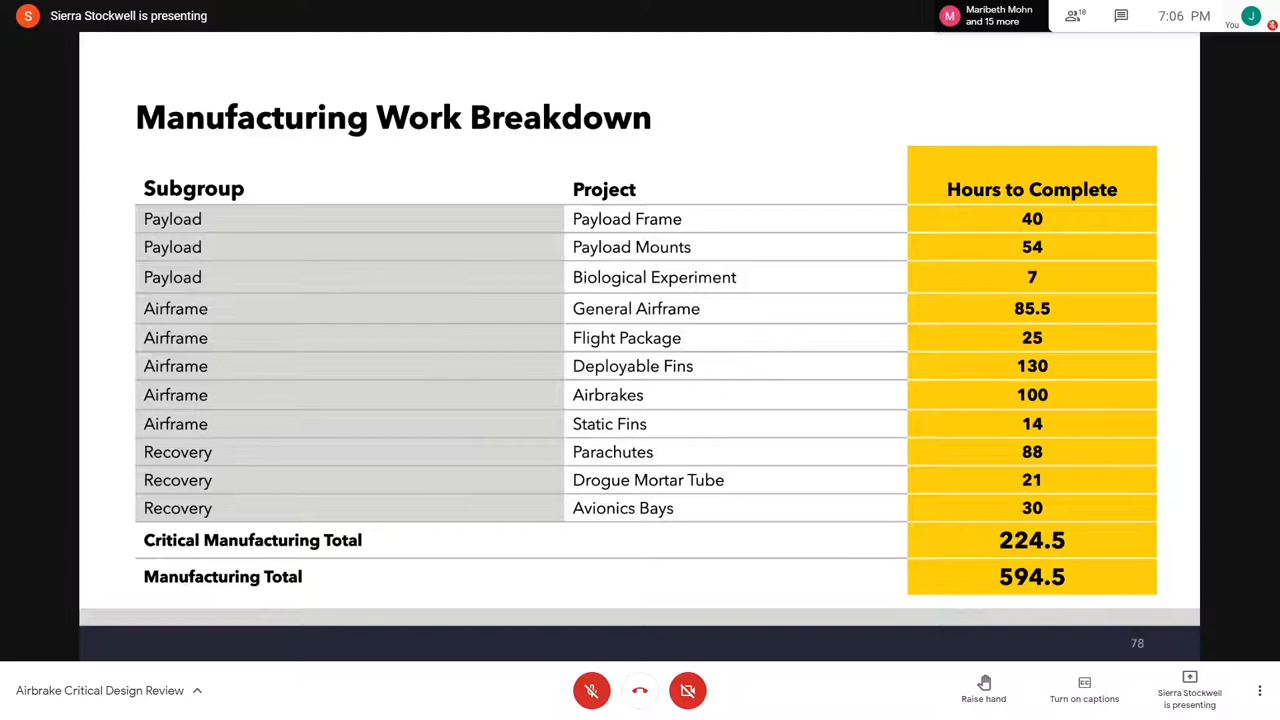 S Sierra Stockwell is presenting
M Maribeth Mohn
and 15 more
18
7:06 PM
You
J
Manufacturing Work Breakdown
Subgroup Project Hours to Complete
Payload Payload Frame 40
Payload Payload Mounts 54
Payload Biological Experiment 7
Airframe General Airframe 85.5
Airframe Flight Package 25
Airframe Deployable Fins 130
Airframe Airbrakes 100
Airframe Static Fins 14
Recovery Parachutes 88
Recovery Drogue Mortar Tube 21
Recovery Avionics Bays 30
Critical Manufacturing Total 224.5
Manufacturing Total 594.5
78
Airbrake Critical Design Review
Raise hand
CC
Turn on captions
Sierra Stockwell
is presenting